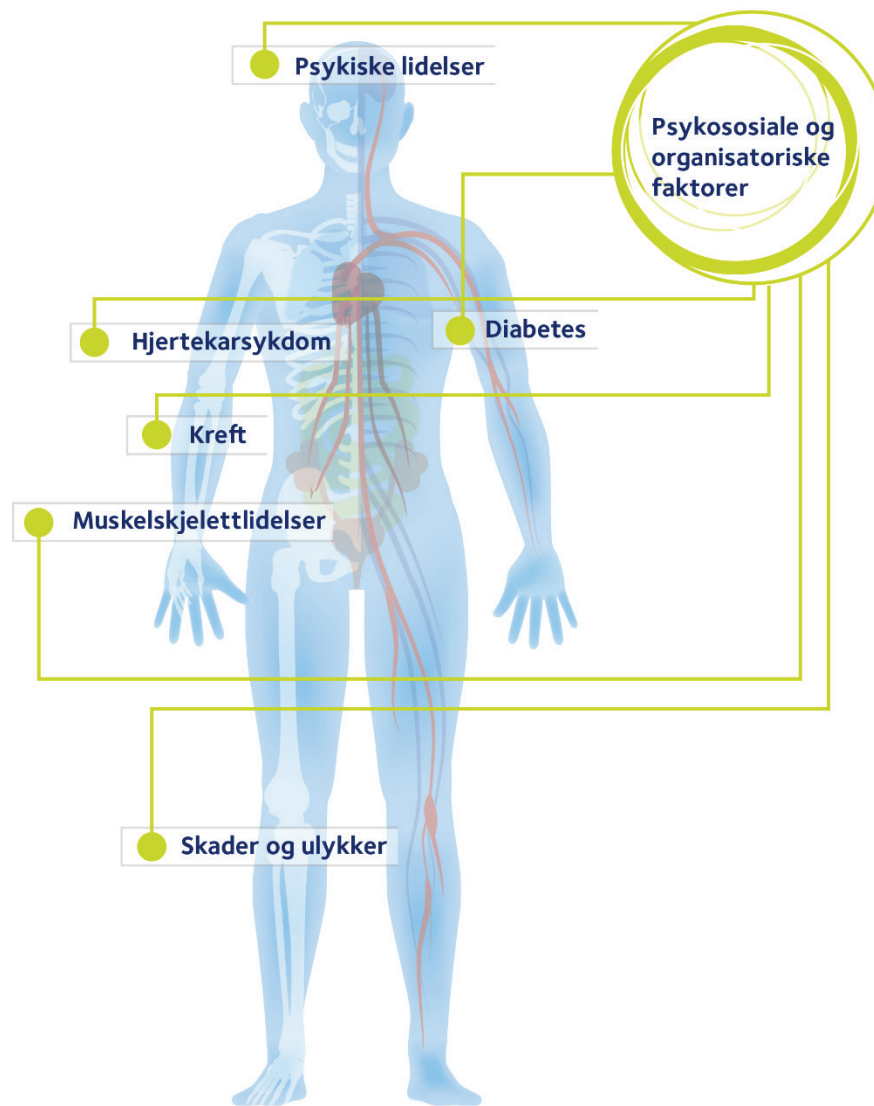 Psykiske lidelser
Psykososiale og
organisatoriske
faktorer
Hjertekarsykdom
Diabetes
Kreft
Muskelskjelettlidelser
Skader og ulykker